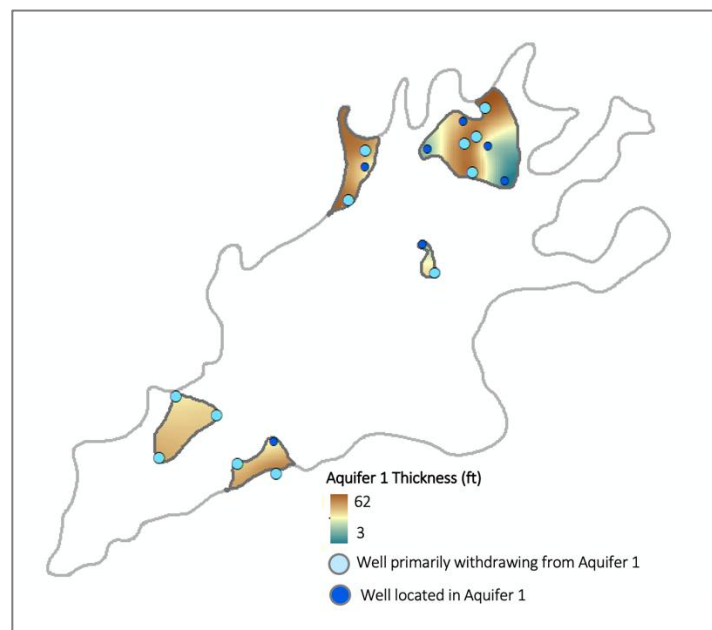 Aquifer 1 Thickness (ft)
62
3
Well primarily withdrawing from Aquifer 1
Well located in Aquifer 1